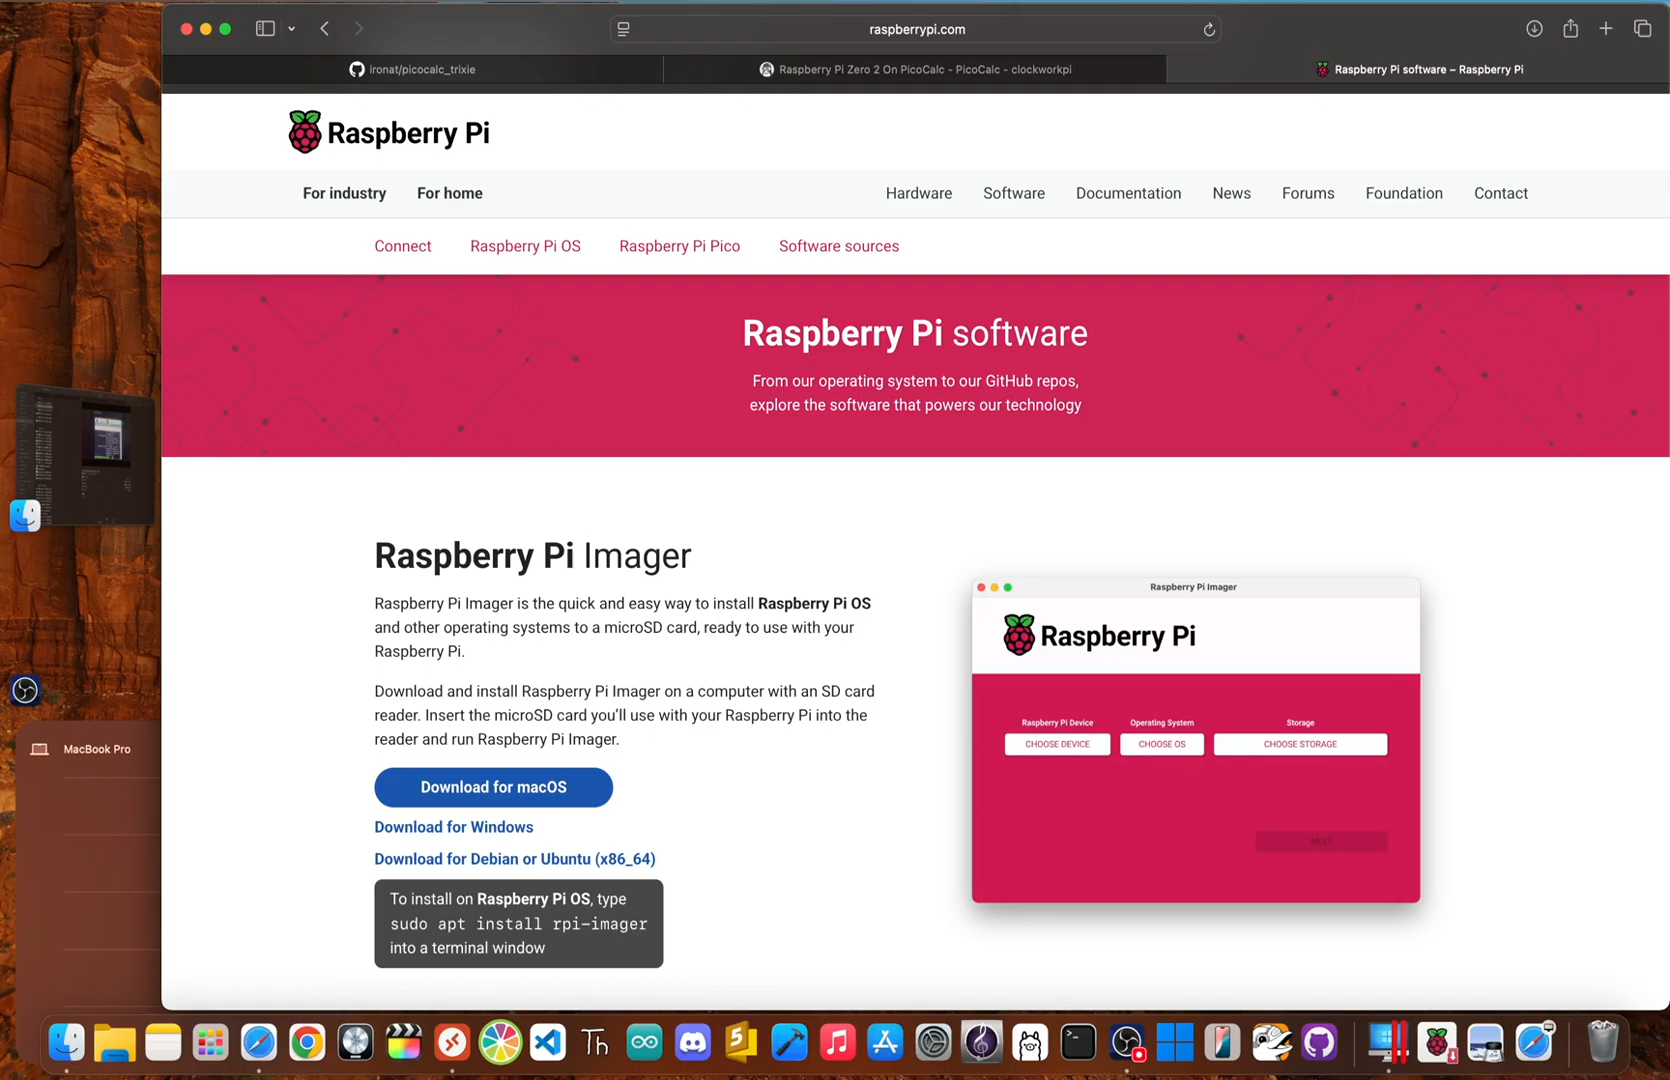 raspberrypi.com
ironat/picocalc_trixie
Raspberry Pi Zero 2 On PicoCalc - PicoCalc - clockworkpi
Raspberry Pi software – Raspberry Pi
Raspberry Pi
For industry
For home
Hardware
Software
Documentation
News
Forums
Foundation
Contact
Connect
Raspberry Pi OS
Raspberry Pi Pico
Software sources
Raspberry Pi software
From our operating system to our GitHub repos,
explore the software that powers our technology
Raspberry Pi Imager
Raspberry Pi Imager is the quick and easy way to install Raspberry Pi OS
and other operating systems to a microSD card, ready to use with your
Raspberry Pi.
Download and install Raspberry Pi Imager on a computer with an SD card
reader. Insert the microSD card you’ll use with your Raspberry Pi into the
reader and run Raspberry Pi Imager.
Download for macOS
Download for Windows
Download for Debian or Ubuntu (x86_64)
To install on Raspberry Pi OS, type
sudo apt install rpi-imager
into a terminal window
Raspberry Pi Imager
Raspberry Pi
Raspberry Pi Device
Operating System
Storage
CHOOSE DEVICE
CHOOSE OS
CHOOSE STORAGE
NEXT
MacBook Pro
Th